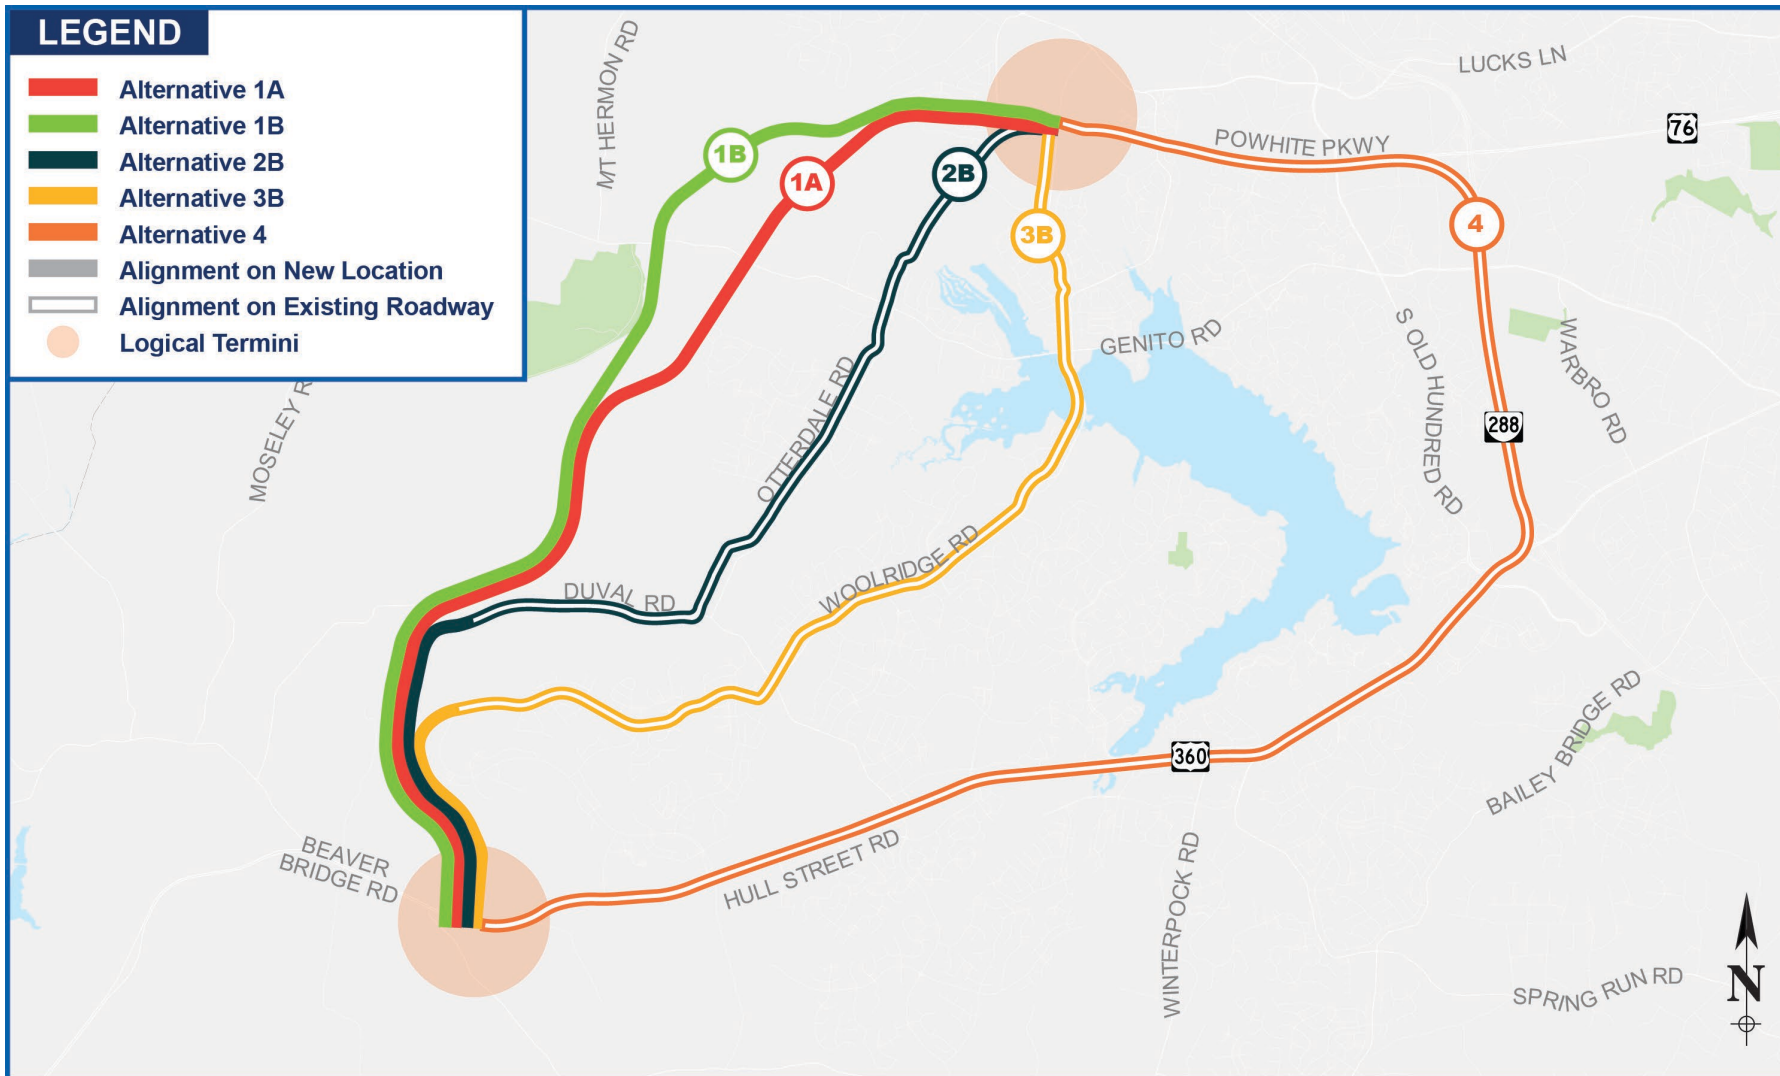 LEGEND
Alternative 1A
Alternative 1B
Alternative 2B
Alternative 3B
Alternative 4
Alignment on New Location
Alignment on Existing Roadway
Logical Termini
MT HERMON RD
LUCKS LN
76
POWHITE PKWY
1B
1A
2B
3B
4
GENITO RD
S OLD HUNDRED RD
WARBRO RD
288
MOSELEY R
OTTERDALE RD
WOOLRIDGE RD
DUVAL RD
360
BAILEY BRIDGE RD
BEAVER
BRIDGE RD
HULL STREET RD
WINTERPOCK RD
SPRING RUN RD
N